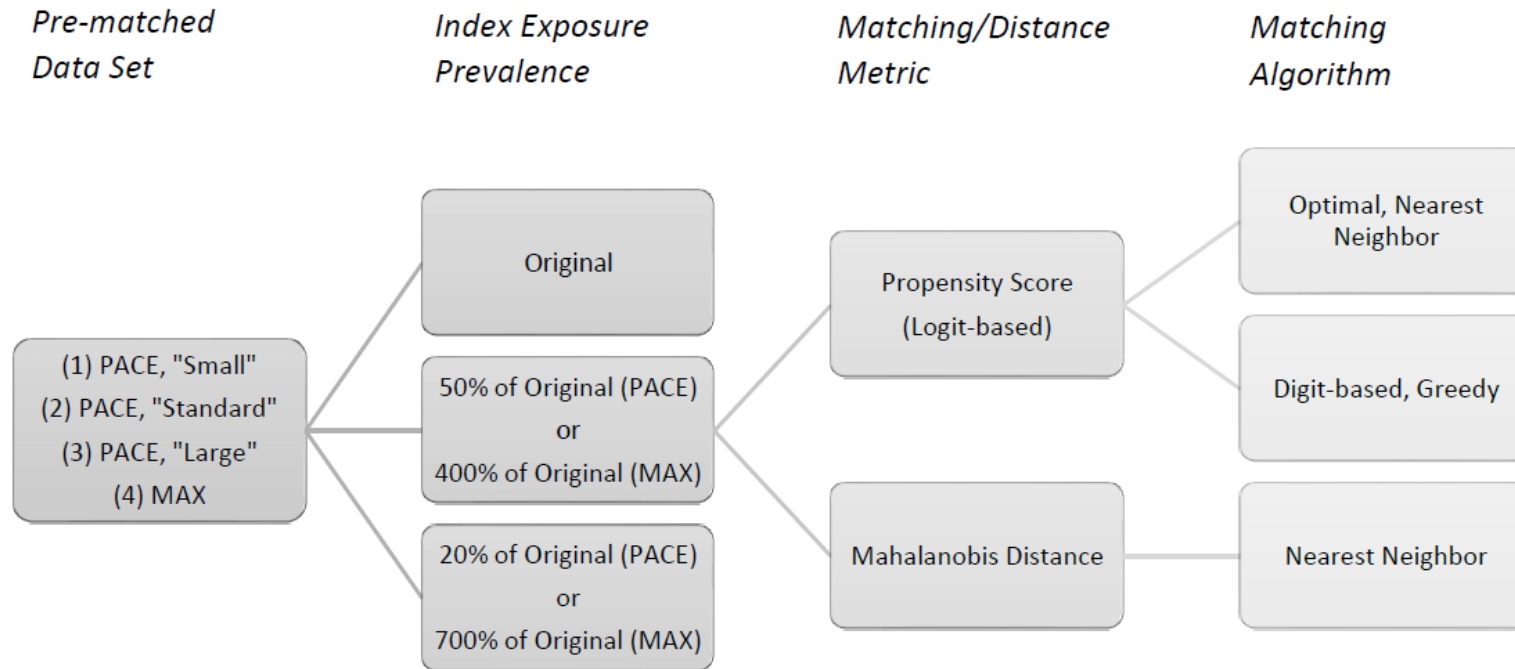 Pre-matched
Data Set
Index Exposure
Prevalence
Matching/Distance
Metric
Matching
Algorithm
(1) PACE, "Small"
(2) PACE, "Standard"
(3) PACE, "Large"
(4) MAX
Original
50% of Original (PACE)
or
400% of Original (MAX)
20% of Original (PACE)
or
700% of Original (MAX)
Propensity Score
(Logit-based)
Mahalanobis Distance
Optimal, Nearest
Neighbor
Digit-based, Greedy
Nearest Neighbor